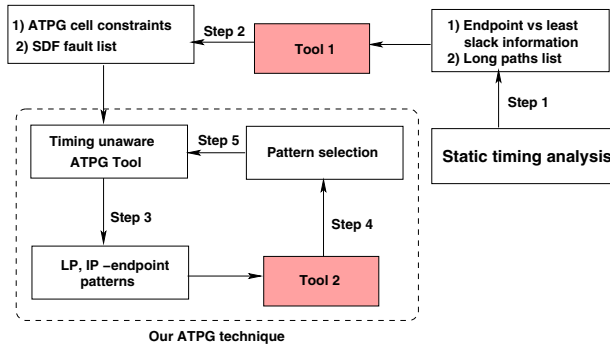 1) ATPG cell constraints
2) SDF fault list
Step 2
Tool 1
1) Endpoint vs least
slack information
2) Long paths list
Step 1
Static timing analysis
Timing unaware
ATPG Tool
Step 5
Pattern selection
Step 3
Step 4
LP, IP −endpoint
patterns
Tool 2
Our ATPG technique